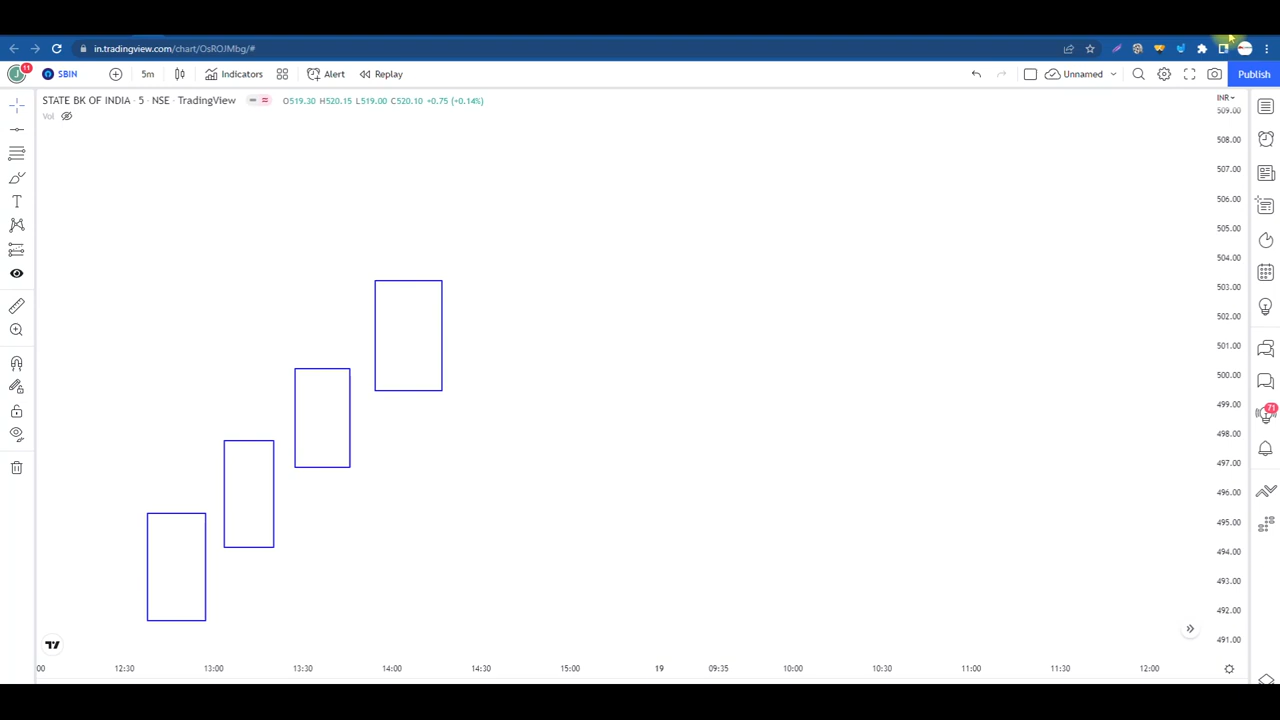 in.tradingview.com/chart/OsROJMbg/#
11
SBIN
5m
Indicators
Alert
Replay
Unnamed
Publish
STATE BK OF INDIA · 5 · NSE · TradingView
O519.30 H520.15 L519.00 C520.10 +0.75 (+0.14%)
Vol
INR
509.00
508.00
507.00
506.00
505.00
504.00
503.00
502.00
501.00
500.00
499.00
498.00
497.00
496.00
495.00
494.00
493.00
492.00
491.00
71
:00 12:30 13:00 13:30 14:00 14:30 15:00 19 09:35 10:00 10:30 11:00 11:30 12:00